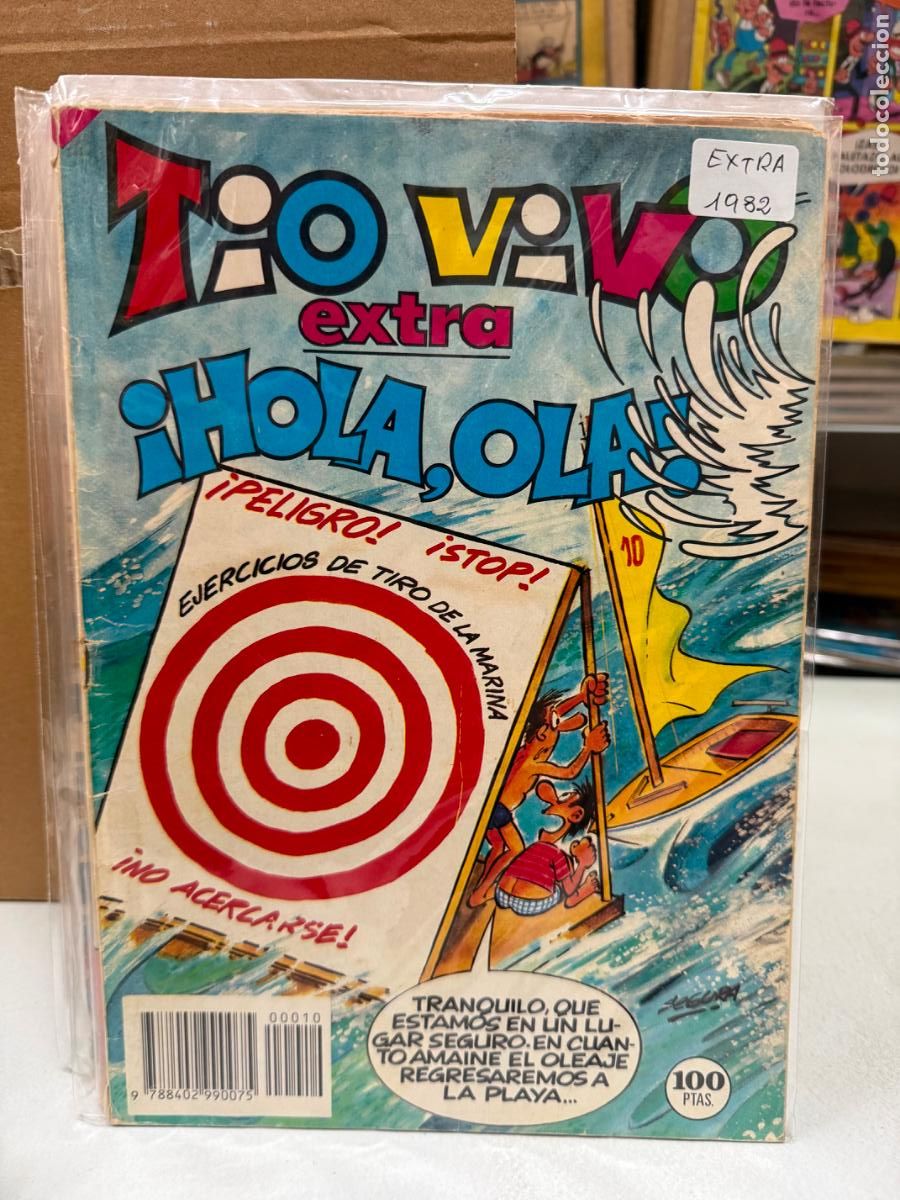 TiO ViVO
extra
¡HOLA, OLA!
EXTRA
1982
¡PELIGRO! ¡STOP!
EJERCICIOS DE TIRO DE LA MARINA
¡NO ACERCARSE!
10
SEGURA
TRANQUILO, QUE
ESTAMOS EN UN LU-
GAR SEGURO. EN CUAN-
TO AMAINE EL OLEAJE
REGRESAREMOS A
LA PLAYA...
100
PTAS.
00010
9 788402 990075
todocoleccion